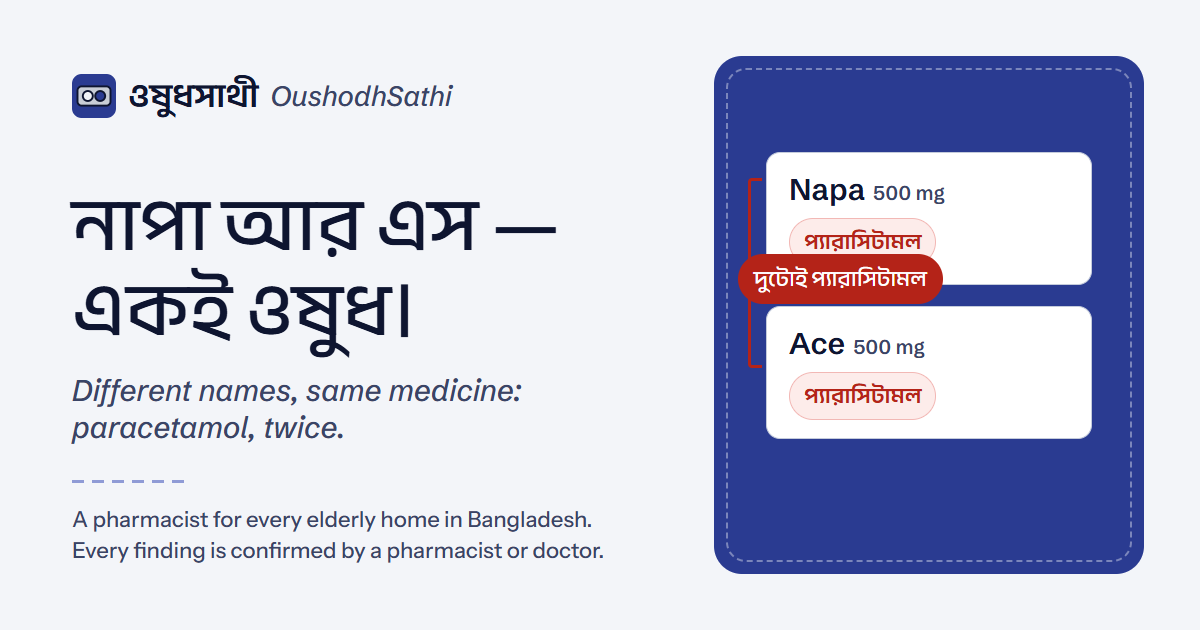 ওষুধসাথী OushodhSathi
নাপা আর এস —
একই ওষুধ।
Different names, same medicine:
paracetamol, twice.
A pharmacist for every elderly home in Bangladesh.
Every finding is confirmed by a pharmacist or doctor.
Napa 500 mg
প্যারাসিটামল
দুটোই প্যারাসিটামল
Ace 500 mg
প্যারাসিটামল